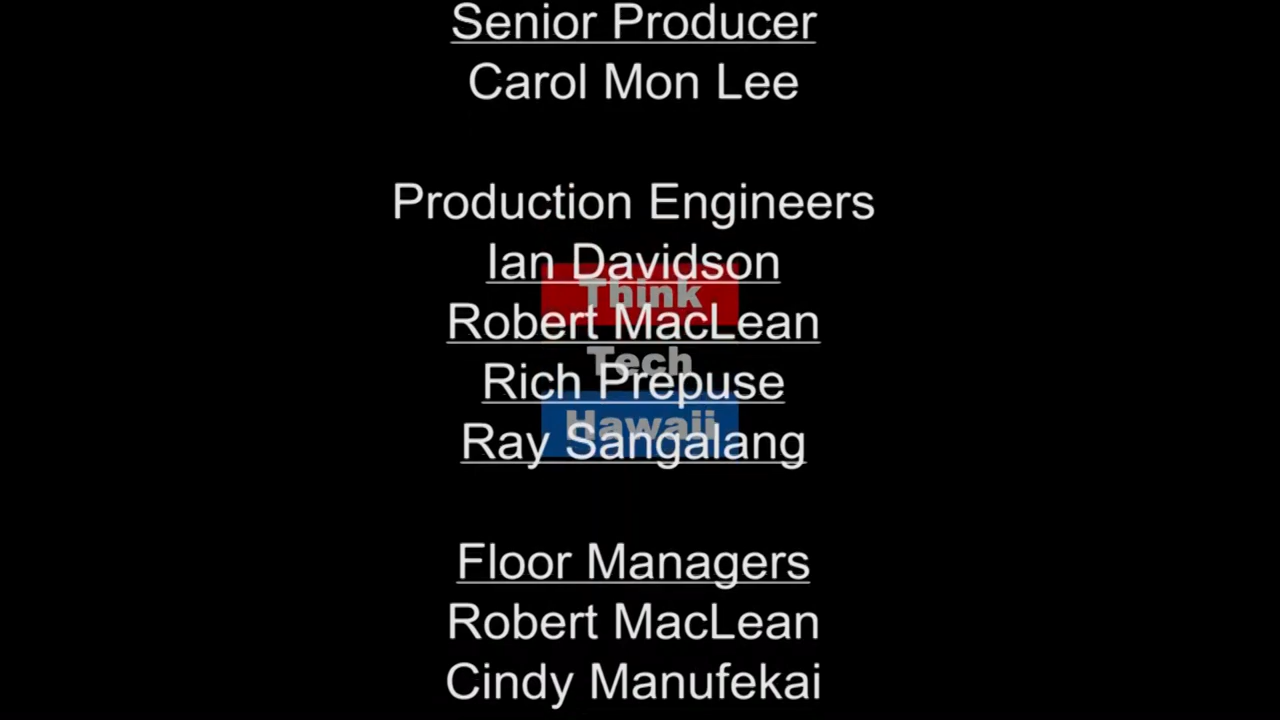 Senior Producer
Carol Mon Lee
Production Engineers
Ian Davidson
Think
Robert MacLean
Tech
Rich Prepuse
Hawaii
Ray Sangalang
Floor Managers
Robert MacLean
Cindy Manufekai